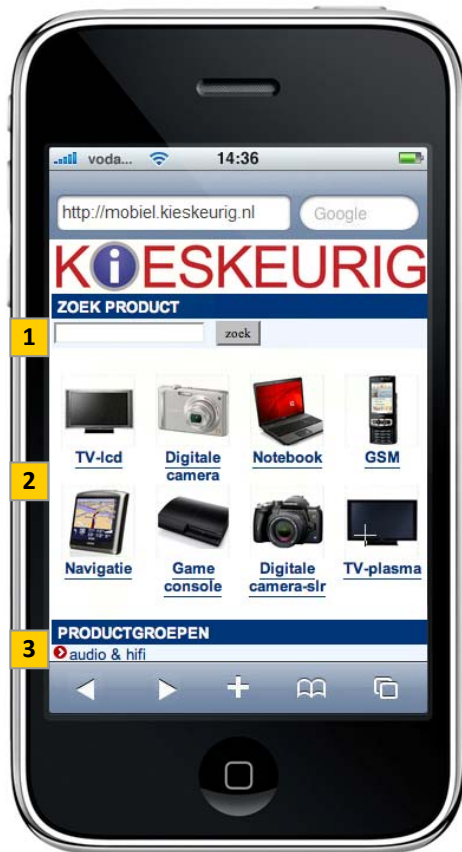 voda... 14:36
http://mobiel.kieskeurig.nl Google
KiESKEURIG
ZOEK PRODUCT
1
zoek
TV-lcd Digitale camera Notebook GSM
2
Navigatie Game console Digitale camera-slr TV-plasma
PRODUCTGROEPEN
3
audio & hifi